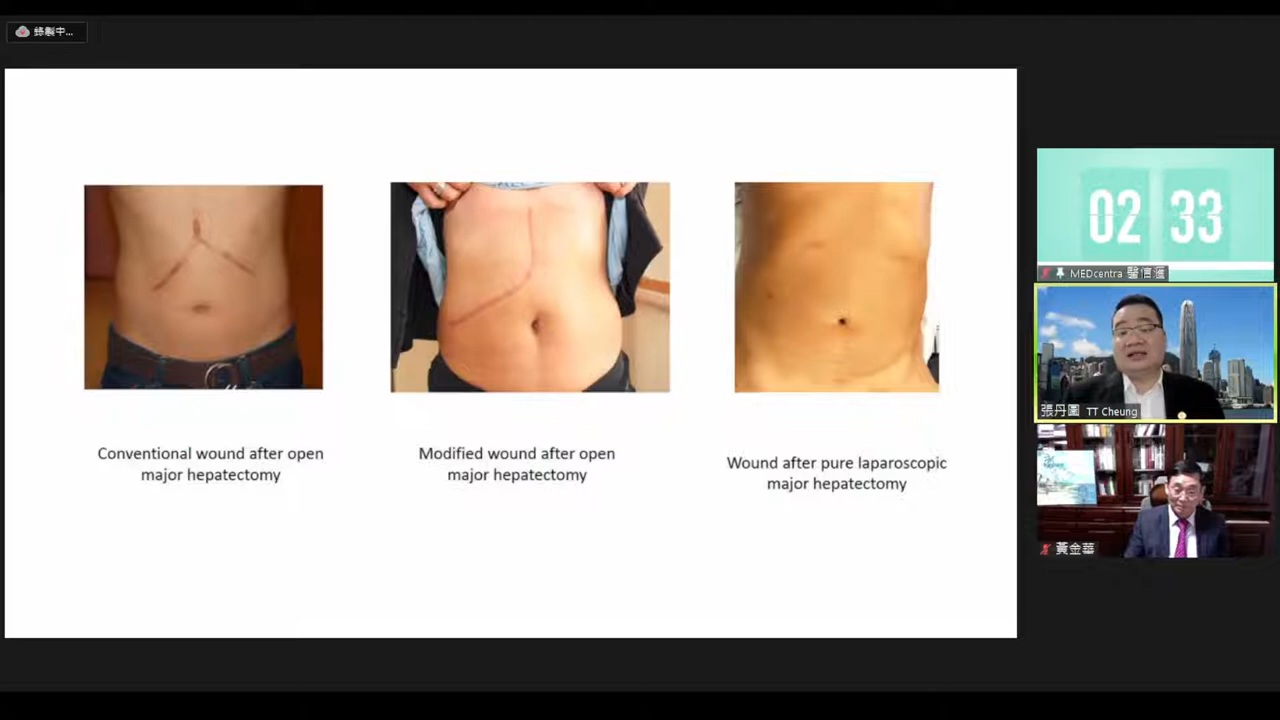 錄製中...
Conventional wound after open
major hepatectomy
Modified wound after open
major hepatectomy
Wound after pure laparoscopic
major hepatectomy
02 33
MEDcentra 醫信滙
張丹圖 TT Cheung
黃金華